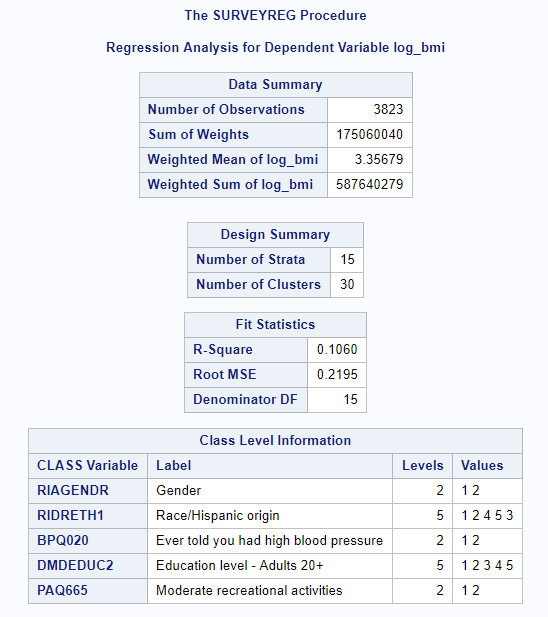 The SURVEYREG Procedure
Regression Analysis for Dependent Variable log_bmi
Data Summary
Number of Observations 3823
Sum of Weights 175060040
Weighted Mean of log_bmi 3.35679
Weighted Sum of log_bmi 587640279
Design Summary
Number of Strata 15
Number of Clusters 30
Fit Statistics
R-Square 0.1060
Root MSE 0.2195
Denominator DF 15
Class Level Information
CLASS Variable Label Levels Values
RIAGENDR Gender 2 1 2
RIDRETH1 Race/Hispanic origin 5 1 2 4 5 3
BPQ020 Ever told you had high blood pressure 2 1 2
DMDEDUC2 Education level - Adults 20+ 5 1 2 3 4 5
PAQ665 Moderate recreational activities 2 1 2